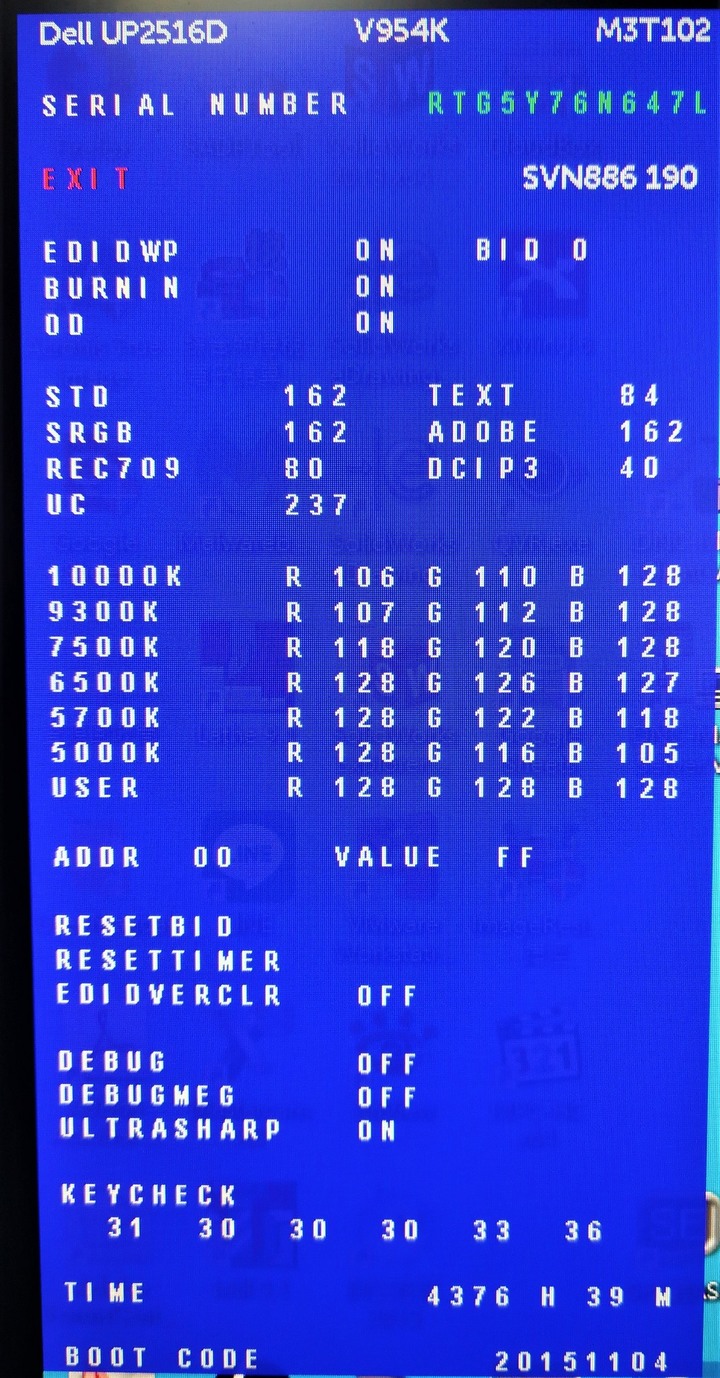 Dell UP2516D V954K M3T102
SERIAL NUMBER RTG5Y76N647L
EXIT SVN886 190
EDIDWP ON BID 0
BURNIN ON
OD ON
STD 162 TEXT 84
SRGB 162 ADOBE 162
REC709 80 DCIP3 40
UC 237
10000K R 106 G 110 B 128
9300K R 107 G 112 B 128
7500K R 118 G 120 B 128
6500K R 128 G 126 B 127
5700K R 128 G 122 B 118
5000K R 128 G 116 B 105
USER R 128 G 128 B 128
ADDR 00 VALUE FF
RESETBID
RESETTIMER
EDIDVERCLR OFF
DEBUG OFF
DEBUGMEG OFF
ULTRASHARP ON
KEYCHECK
31 30 30 30 33 36
TIME 4376 H 39 M
BOOT CODE 20151104